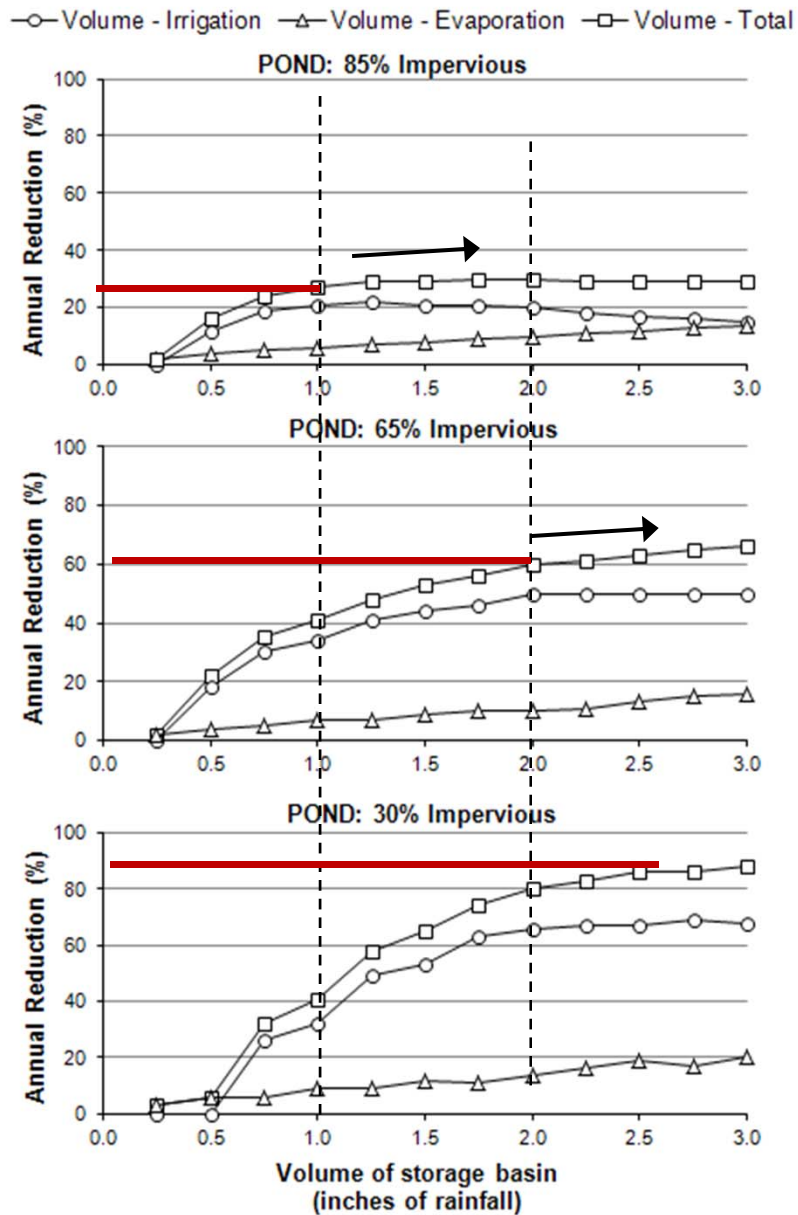 Volume - Irrigation Volume - Evaporation Volume - Total
POND: 85% Impervious
Annual Reduction (%)
100
80
60
40
20
0
0.0 0.5 1.0 1.5 2.0 2.5 3.0
POND: 65% Impervious
Annual Reduction (%)
100
80
60
40
20
0
0.0 0.5 1.0 1.5 2.0 2.5 3.0
POND: 30% Impervious
Annual Reduction (%)
100
80
60
40
20
0
0.0 0.5 1.0 1.5 2.0 2.5 3.0
Volume of storage basin
(inches of rainfall)